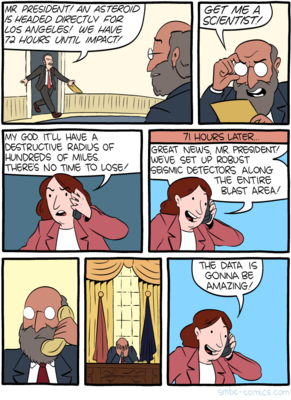 MR. PRESIDENT! AN ASTEROID
IS HEADED DIRECTLY FOR
LOS ANGELES! WE HAVE
72 HOURS UNTIL IMPACT!
GET ME A
SCIENTIST!
MY GOD IT'LL HAVE A
DESTRUCTIVE RADIUS OF
HUNDREDS OF MILES.
THERE'S NO TIME TO LOSE!
71 HOURS LATER...
GREAT NEWS, MR. PRESIDENT!
WE'VE SET UP ROBUST
SEISMIC DETECTORS ALONG
THE ENTIRE
BLAST AREA!
THE DATA IS
GONNA BE
AMAZING!
smbc-comics.com